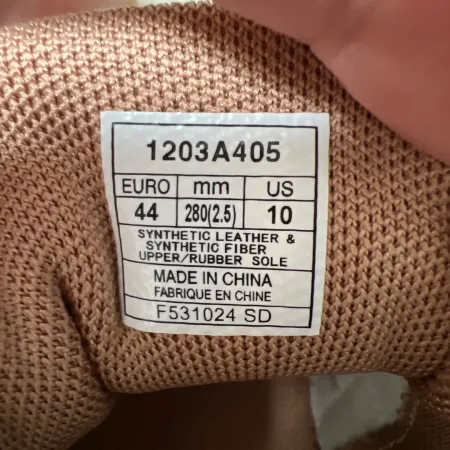 1203A405
EURO mm US
44 280(2.5) 10
SYNTHETIC LEATHER &
SYNTHETIC FIBER
UPPER/RUBBER SOLE
MADE IN CHINA
FABRIQUE EN CHINE
F531024 SD